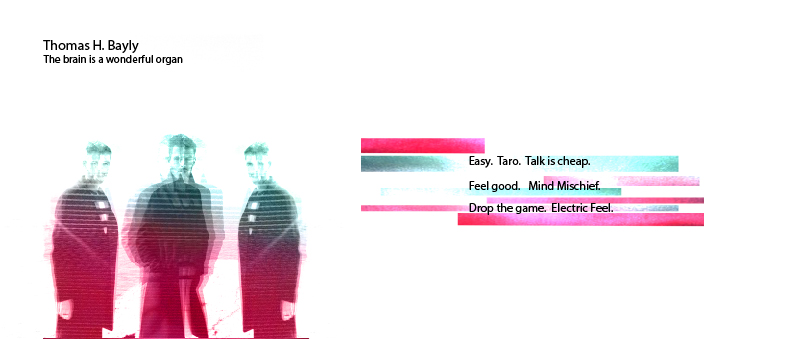 Thomas H. Bayly
The brain is a wonderful organ
Easy. Taro. Talk is cheap.
Feel good. Mind Mischief.
Drop the game. Electric Feel.